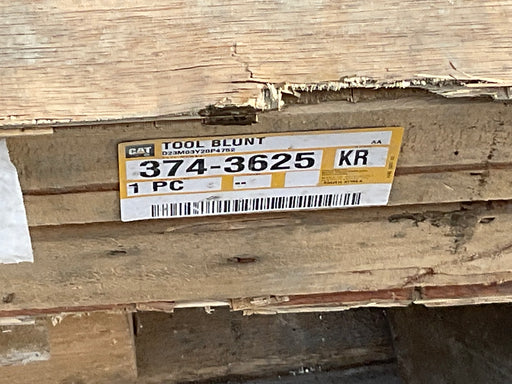 CAT
TOOL BLUNT
D23M03Y20P4752
AA
374-3625
KR
1 PC
--